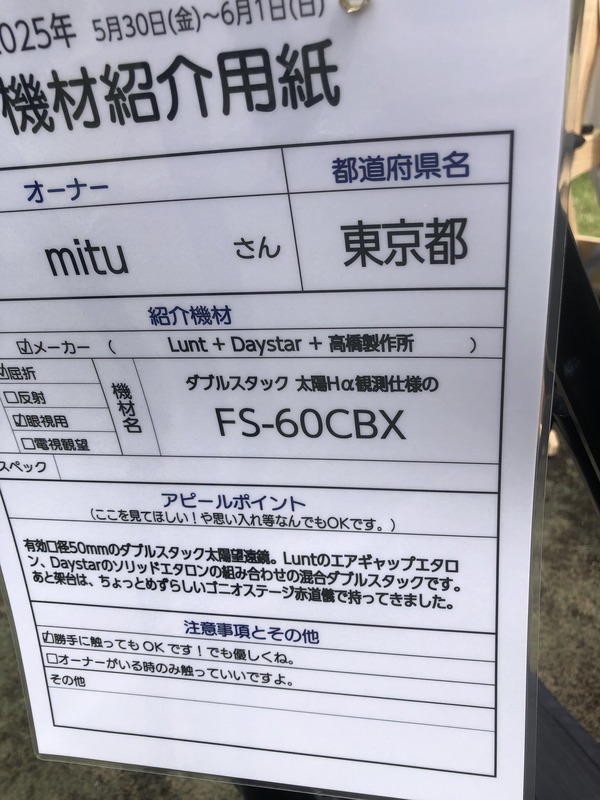 2025年 5月30日(金)～6月1日(日)
機材紹介用紙
オーナー
都道府県名
mitu さん
東京都
紹介機材
☑メーカー ( Lunt + Daystar + 高橋製作所 )
☑屈折
□反射
☑眼視用
□電視観望
機材名
ダブルスタック 太陽Hα観測仕様の
FS-60CBX
スペック
アピールポイント
(ここを見てほしい！や思い入れ等なんでもOKです。)
有効口径50mmのダブルスタック太陽望遠鏡。Luntのエアギャップエタロ
ン、Daystarのソリッドエタロンの組み合わせの混合ダブルスタックです。
あと架台は、ちょっとめずらしいゴニオステージ赤道儀で持ってきました。
注意事項とその他
☑勝手に触ってもOKです！でも優しくね。
□オーナーがいる時のみ触っていいですよ。
その他